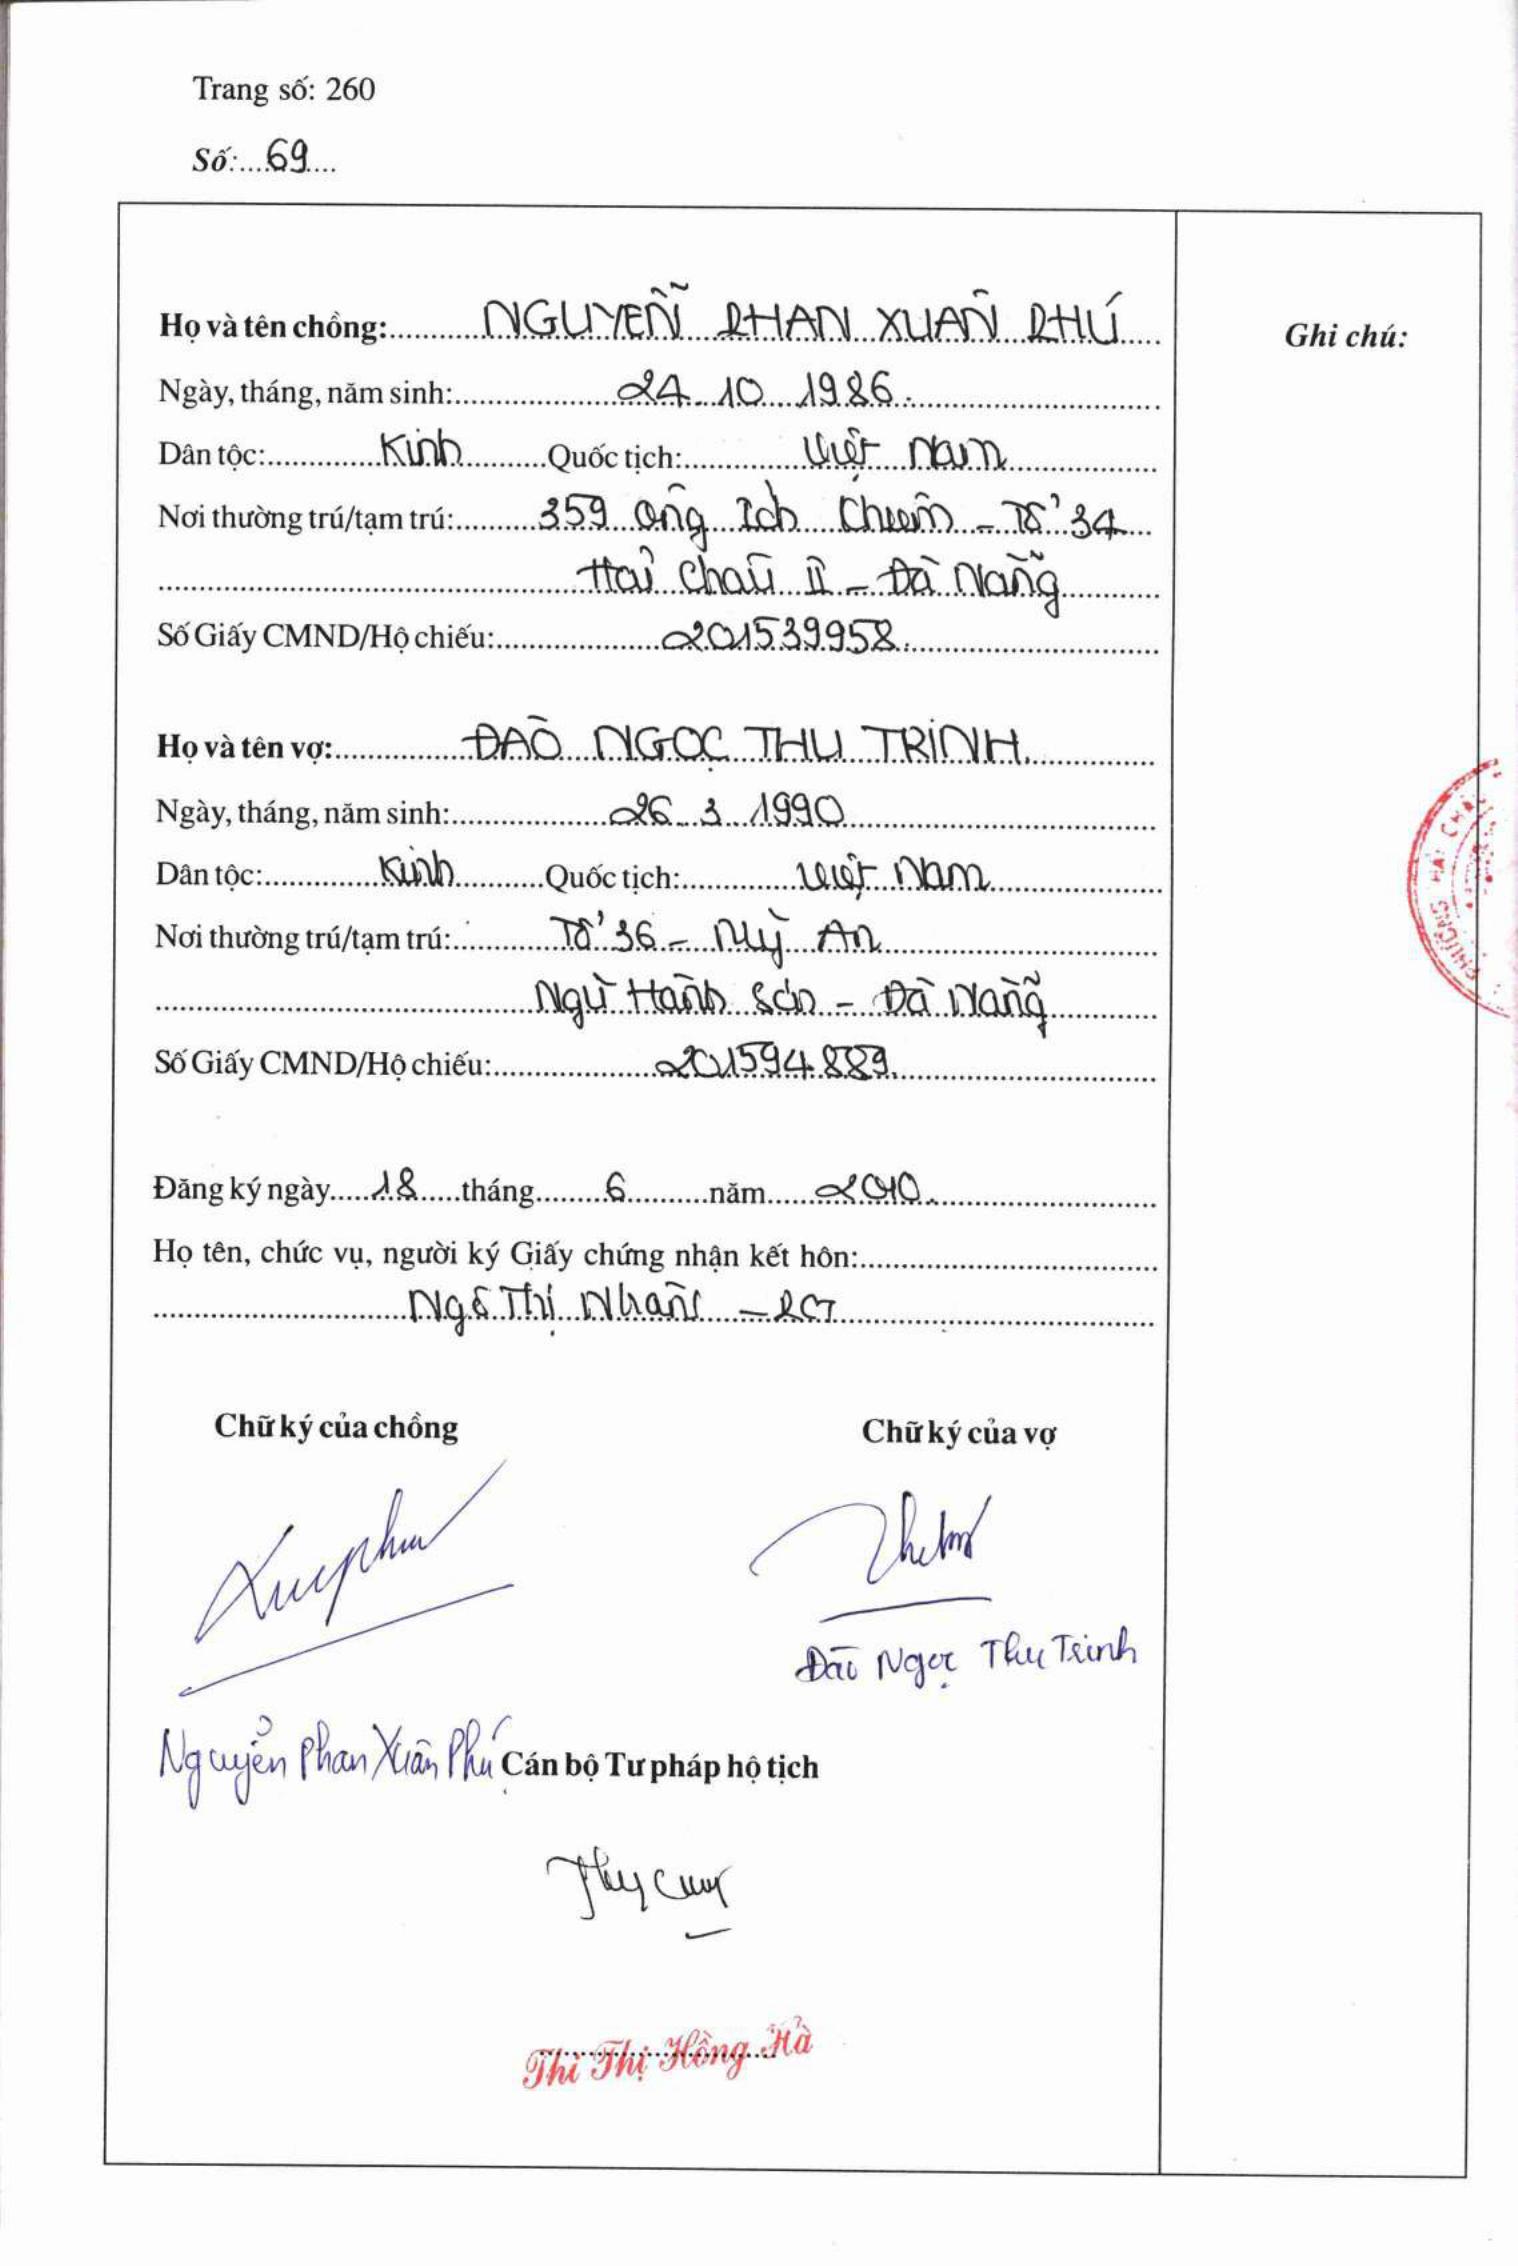 Trang số: 260
Số:....69....
Họ và tên chồng:..........NGUYỄN PHAN XUÂN PHÚ.....
Ghi chú:
Ngày, tháng, năm sinh:..........24 10 1986..........
Dân tộc:..........Kinh..........Quốc tịch:..........Việt Nam..........
Nơi thường trú/tạm trú:..........359 Ông Ích Khiêm - Tổ 34....
..........Hải Châu II - Đà Nẵng..........
Số Giấy CMND/Hộ chiếu:..........201539958..........
Họ và tên vợ:..........ĐÀO NGỌC THU TRINH..........
Ngày, tháng, năm sinh:..........26 3 1990..........
Dân tộc:..........Kinh..........Quốc tịch:..........Việt Nam..........
Nơi thường trú/tạm trú:..........Tổ 36 - Mỹ An..........
..........Ngũ Hành Sơn - Đà Nẵng..........
Số Giấy CMND/Hộ chiếu:..........201594889..........
Đăng ký ngày.....18.....tháng.....6.....năm.....2010..........
Họ tên, chức vụ, người ký Giấy chứng nhận kết hôn:..........
..........Ngô Thị Nhàn - PCT..........
Chữ ký của chồng
Chữ ký của vợ
Đào Ngọc Thu Trinh
Nguyễn Phan Xuân Phú
Cán bộ Tư pháp hộ tịch
Thi Thị Hồng Hà
PHƯỜNG HẢI CHÂU